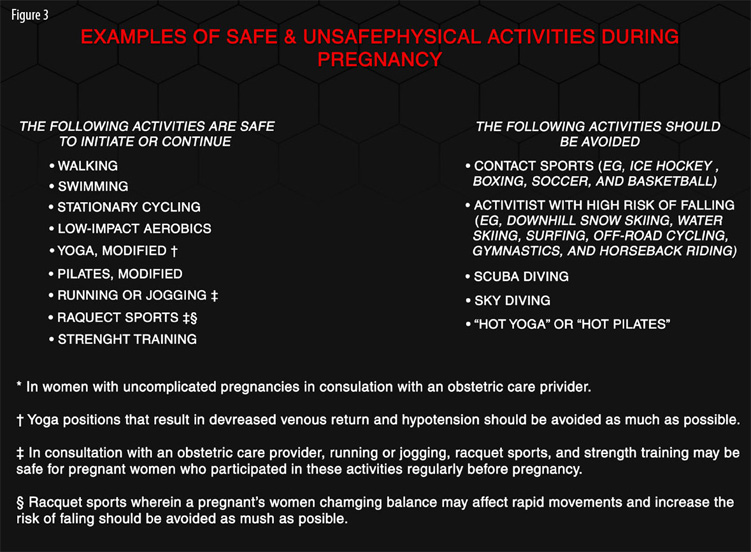 Figure 3
EXAMPLES OF SAFE & UNSAFEPHYSICAL ACTIVITIES DURING
PREGNANCY
THE FOLLOWING ACTIVITIES ARE SAFE
TO INITIATE OR CONTINUE
• WALKING
• SWIMMING
• STATIONARY CYCLING
• LOW-IMPACT AEROBICS
• YOGA, MODIFIED †
• PILATES, MODIFIED
• RUNNING OR JOGGING ‡
• RAQUECT SPORTS ‡§
• STRENGHT TRAINING
THE FOLLOWING ACTIVITIES SHOULD
BE AVOIDED
• CONTACT SPORTS (EG, ICE HOCKEY ,
BOXING, SOCCER, AND BASKETBALL)
• ACTIVITIST WITH HIGH RISK OF FALLING
(EG, DOWNHILL SNOW SKIING, WATER
SKIING, SURFING, OFF-ROAD CYCLING,
GYMNASTICS, AND HORSEBACK RIDING)
• SCUBA DIVING
• SKY DIVING
• “HOT YOGA” OR “HOT PILATES”
* In women with uncomplicated pregnancies in consulation with an obstetric care privider.
† Yoga positions that result in devreased venous return and hypotension should be avoided as much as possible.
‡ In consultation with an obstetric care provider, running or jogging, racquet sports, and strength training may be
safe for pregnant women who participated in these activities regularly before pregnancy.
§ Racquet sports wherein a pregnant’s women chamging balance may affect rapid movements and increase the
risk of faling should be avoided as mush as posible.